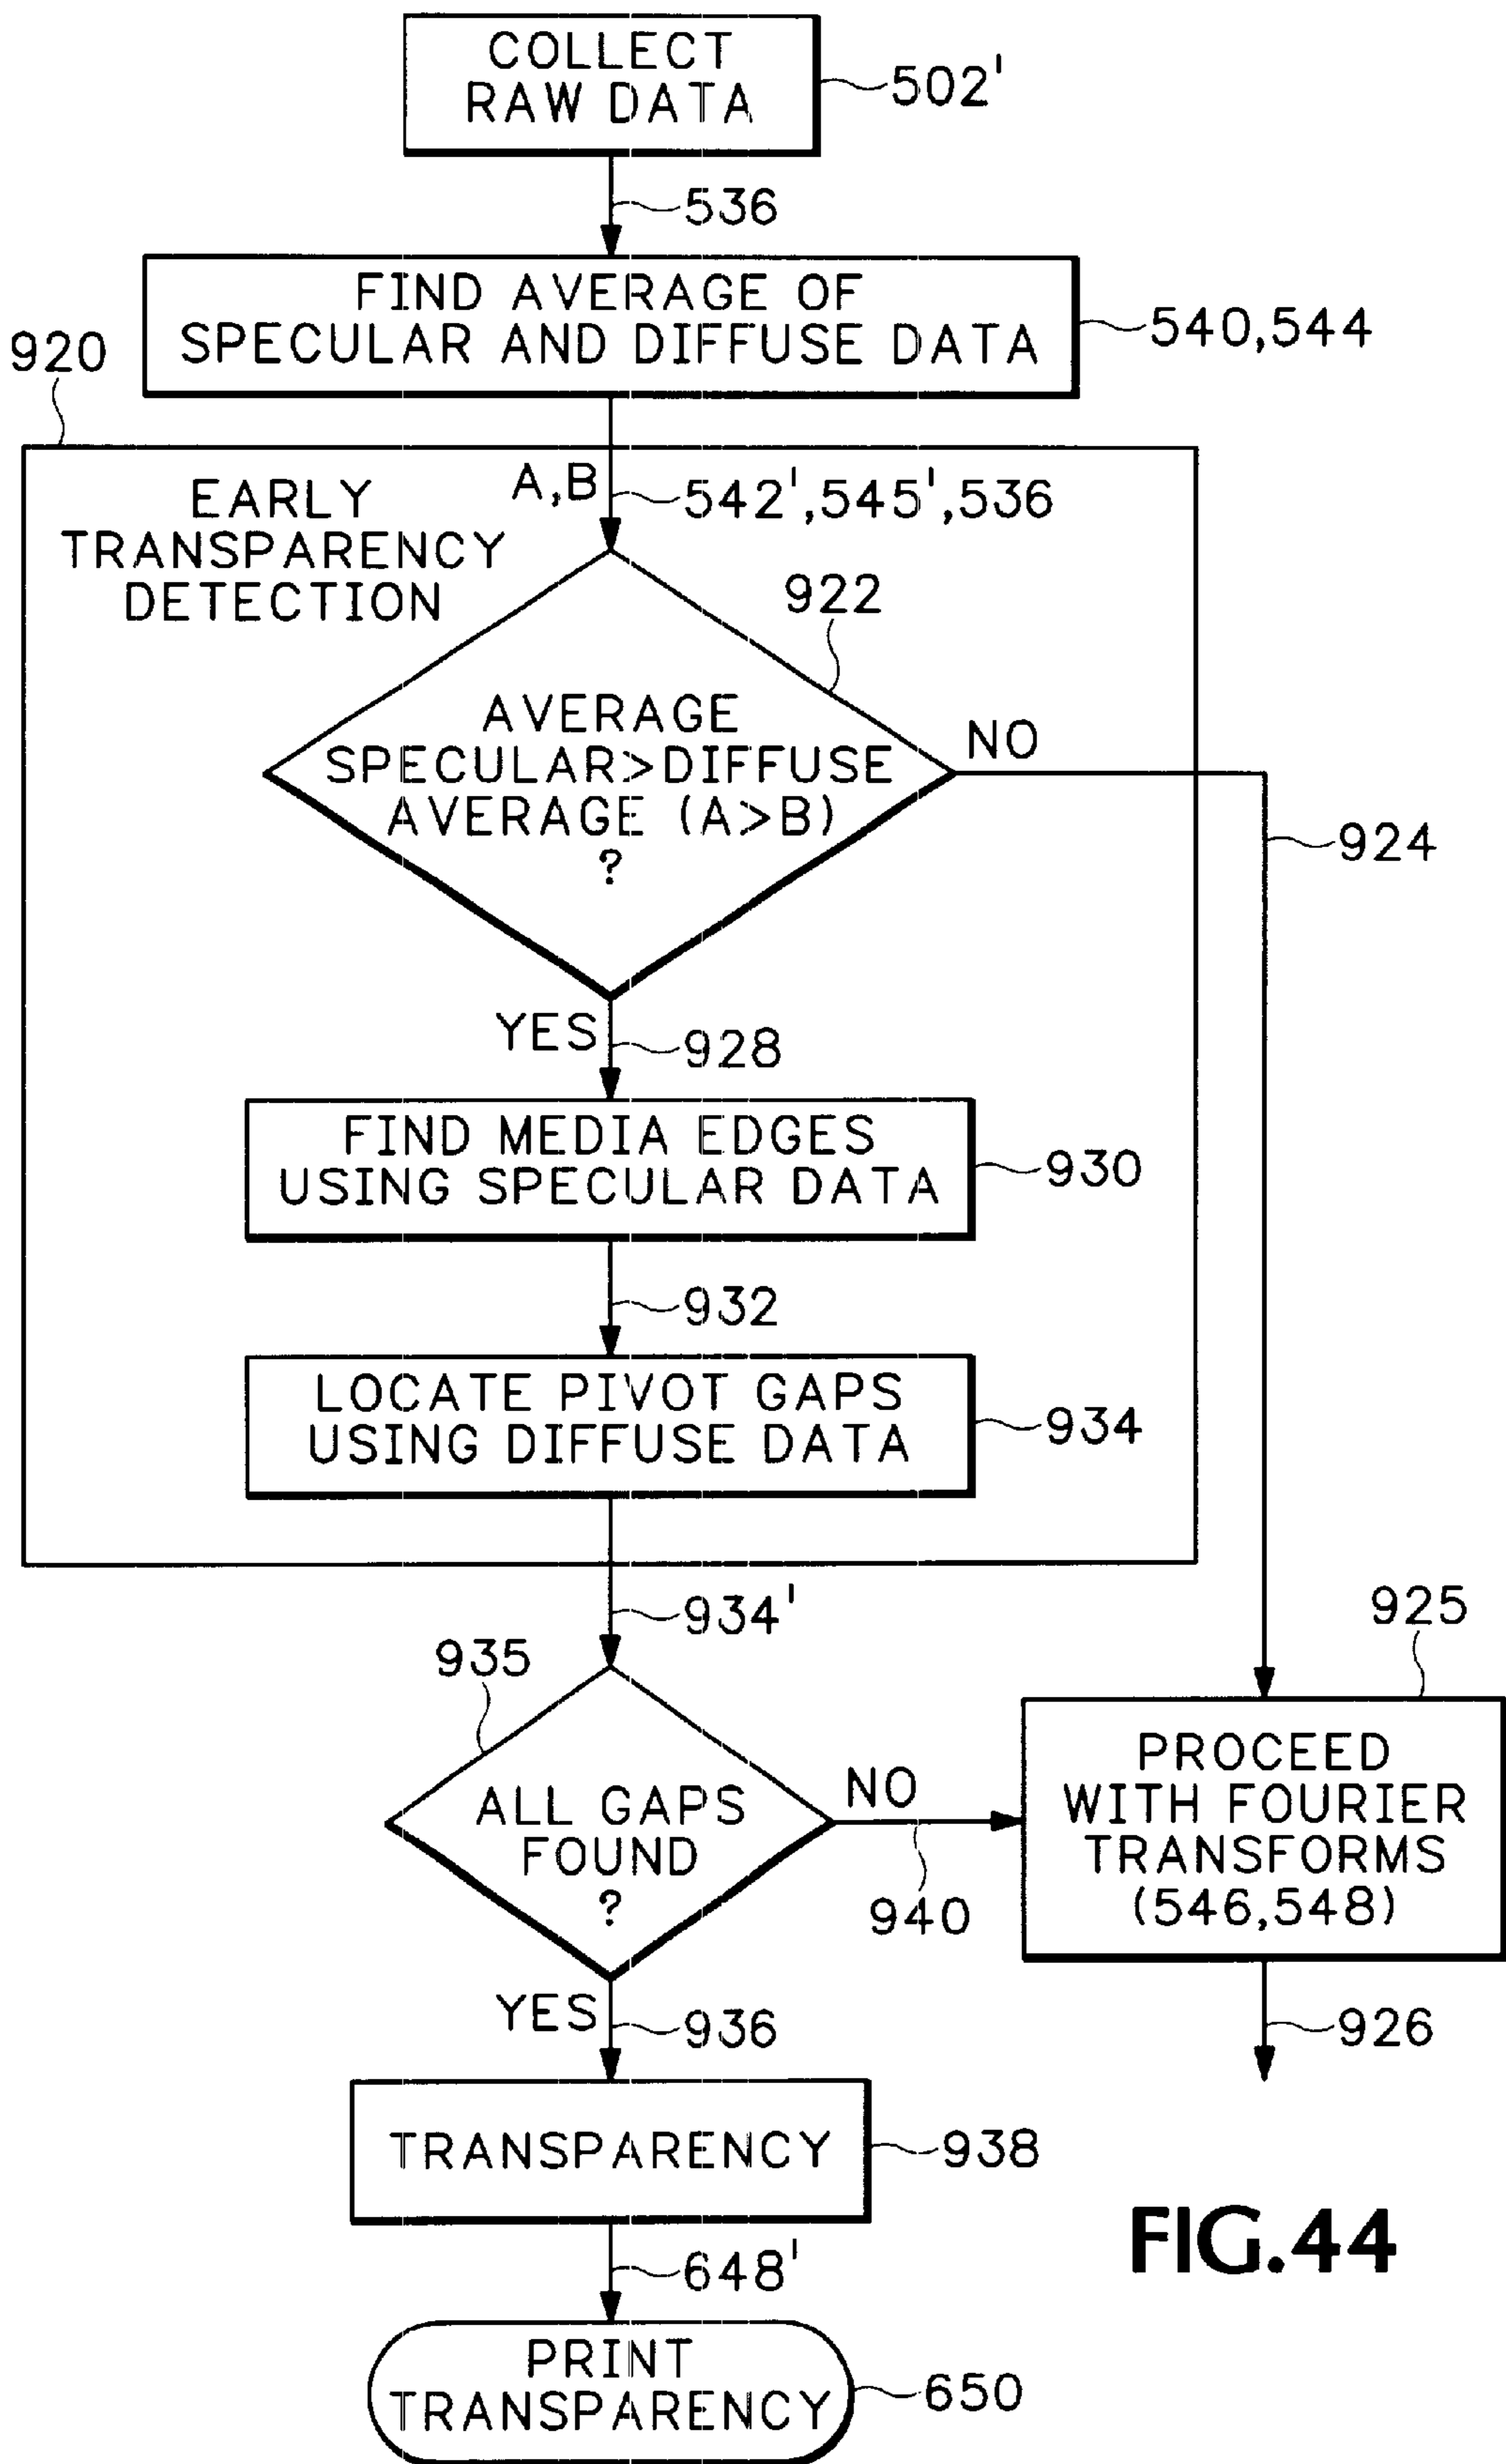 COLLECT
RAW DATA
502'
536
FIND AVERAGE OF
SPECULAR AND DIFFUSE DATA
540,544
920
EARLY
TRANSPARENCY
DETECTION
A,B
542',545',536
922
AVERAGE
SPECULAR>DIFFUSE
AVERAGE (A>B)
?
NO
924
YES
928
FIND MEDIA EDGES
USING SPECULAR DATA
930
932
LOCATE PIVOT GAPS
USING DIFFUSE DATA
934
934'
935
ALL GAPS
FOUND
?
NO
940
925
PROCEED
WITH FOURIER
TRANSFORMS
(546,548)
926
YES
936
TRANSPARENCY
938
648'
PRINT
TRANSPARENCY
650
FIG.44